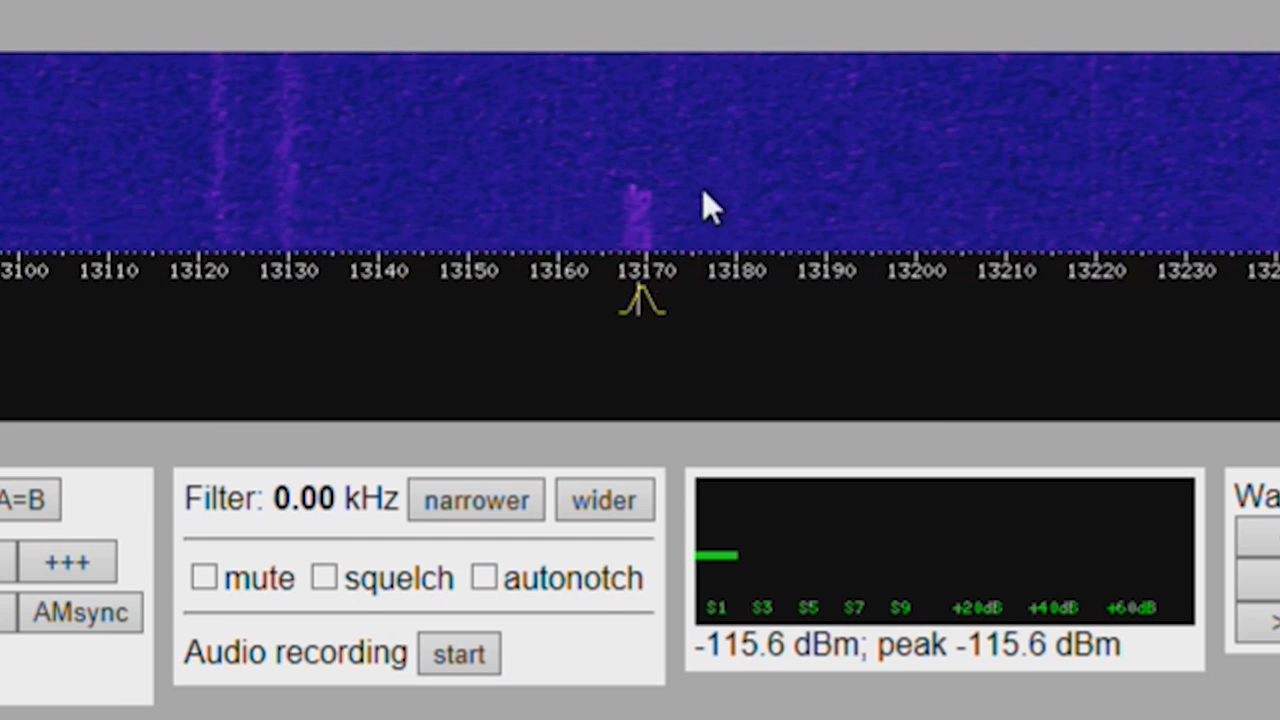 13100 13110 13120 13130 13140 13150 13160 13170 13180 13190 13200 13210 13220 13230
A=B
Filter: 0.00 kHz narrower wider
+++
mute squelch autonotch
AMsync
Audio recording start
S1 S3 S5 S7 S9 +20dB +40dB +60dB
-115.6 dBm; peak -115.6 dBm